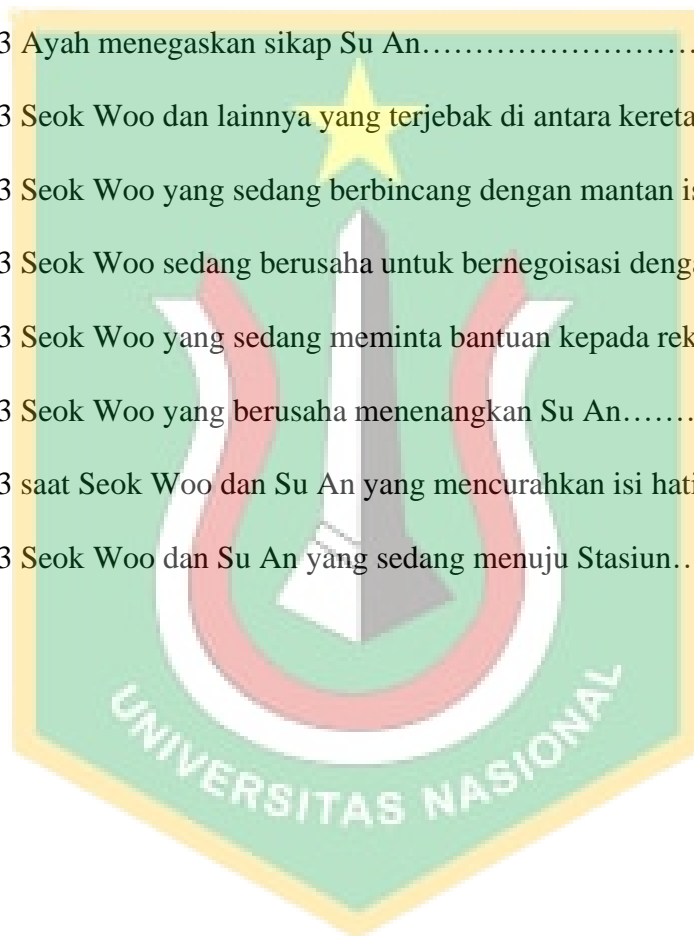 3 Ayah menegaskan sikap Su An……………………
3 Seok Woo dan lainnya yang terjebak di antara kereta
3 Seok Woo yang sedang berbincang dengan mantan is
3 Seok Woo sedang berusaha untuk bernegoisasi denga
3 Seok Woo yang sedang meminta bantuan kepada rek
3 Seok Woo yang berusaha menenangkan Su An……
3 saat Seok Woo dan Su An yang mencurahkan isi hati
3 Seok Woo dan Su An yang sedang menuju Stasiun…
UNIVERSITAS NASIONAL